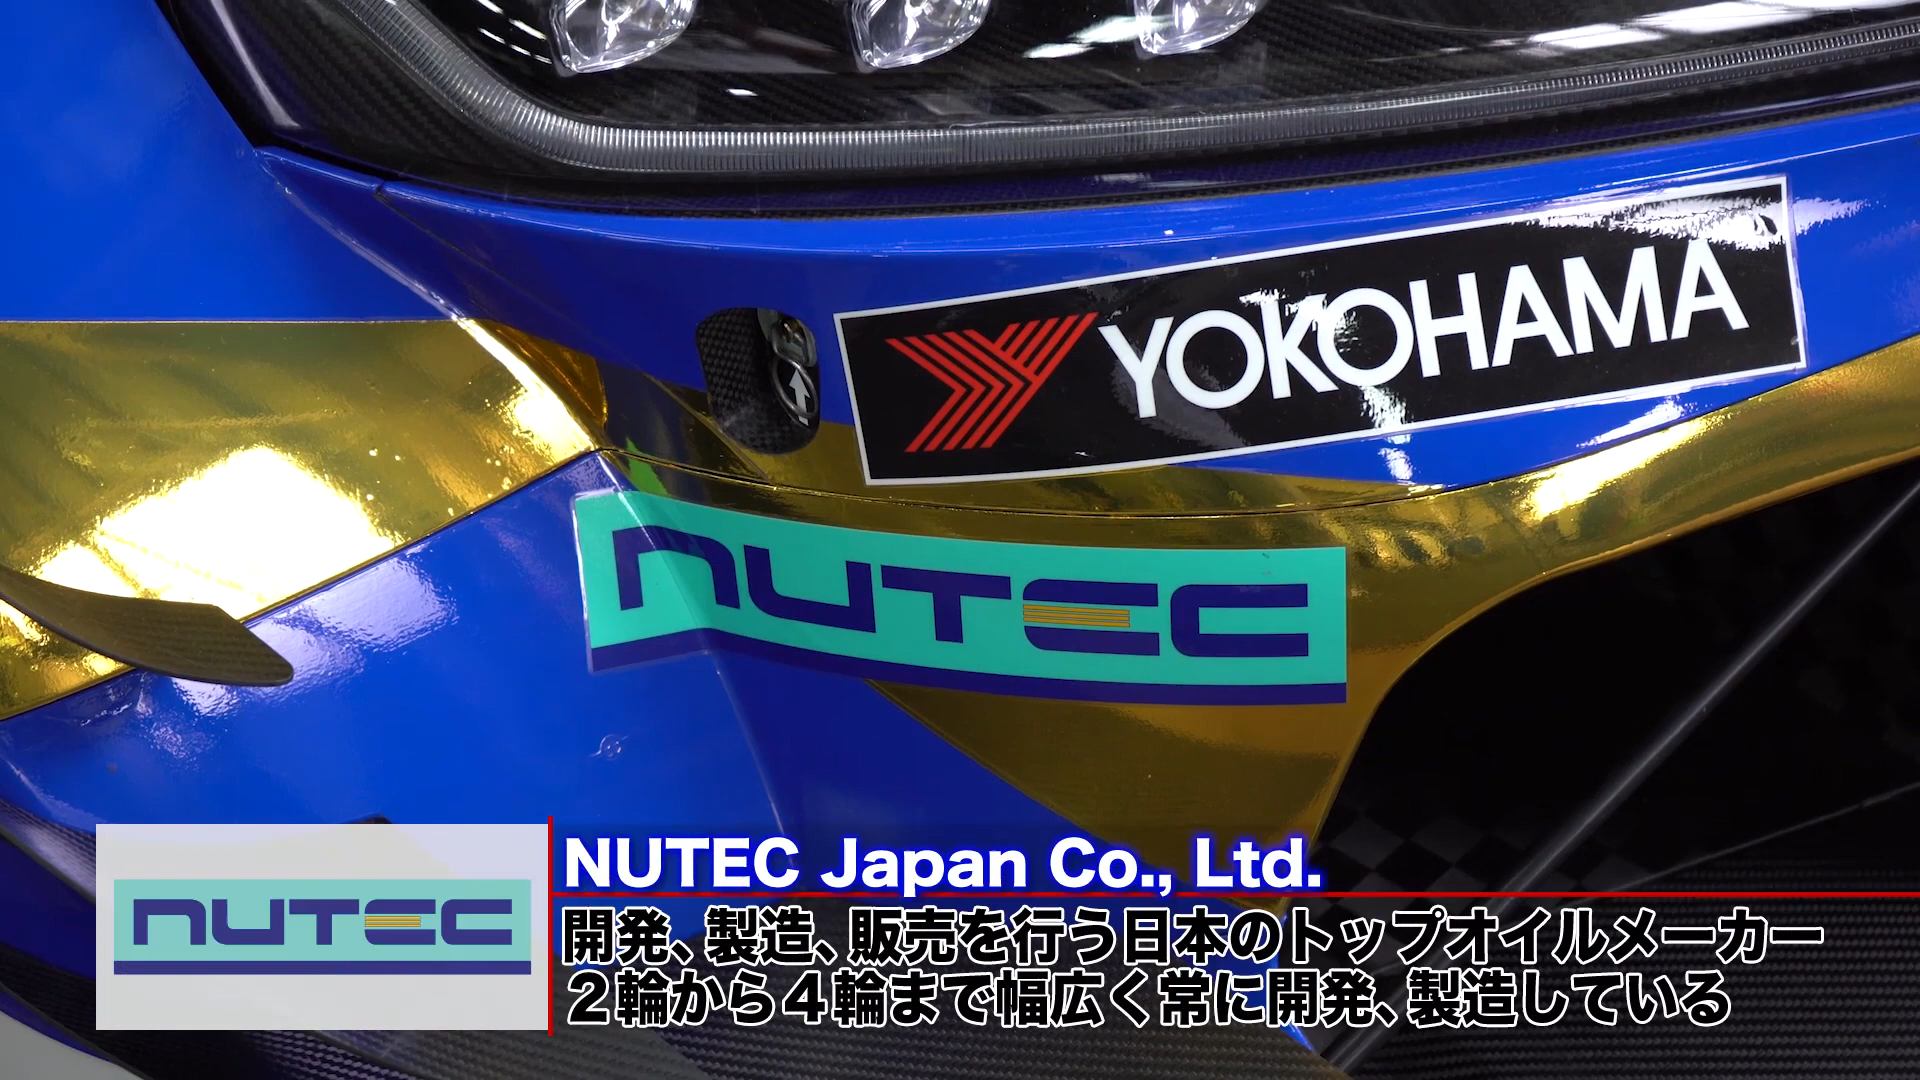 YOKOHAMA
NUTEC
NUTEC
NUTEC Japan Co., Ltd.
開発、製造、販売を行う日本のトップオイルメーカー
２輪から４輪まで幅広く常に開発、製造している